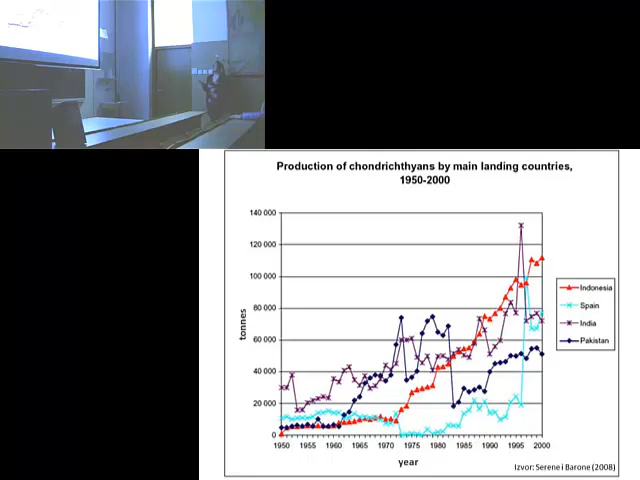 Production of chondrichthyans by main landing countries,
1950-2000
140 000
120 000
100 000
80 000
60 000
40 000
20 000
0
tonnes
1950 1955 1960 1965 1970 1975 1980 1985 1990 1995 2000
year
Indonesia
Spain
India
Pakistan
Izvor: Serene i Barone (2008)